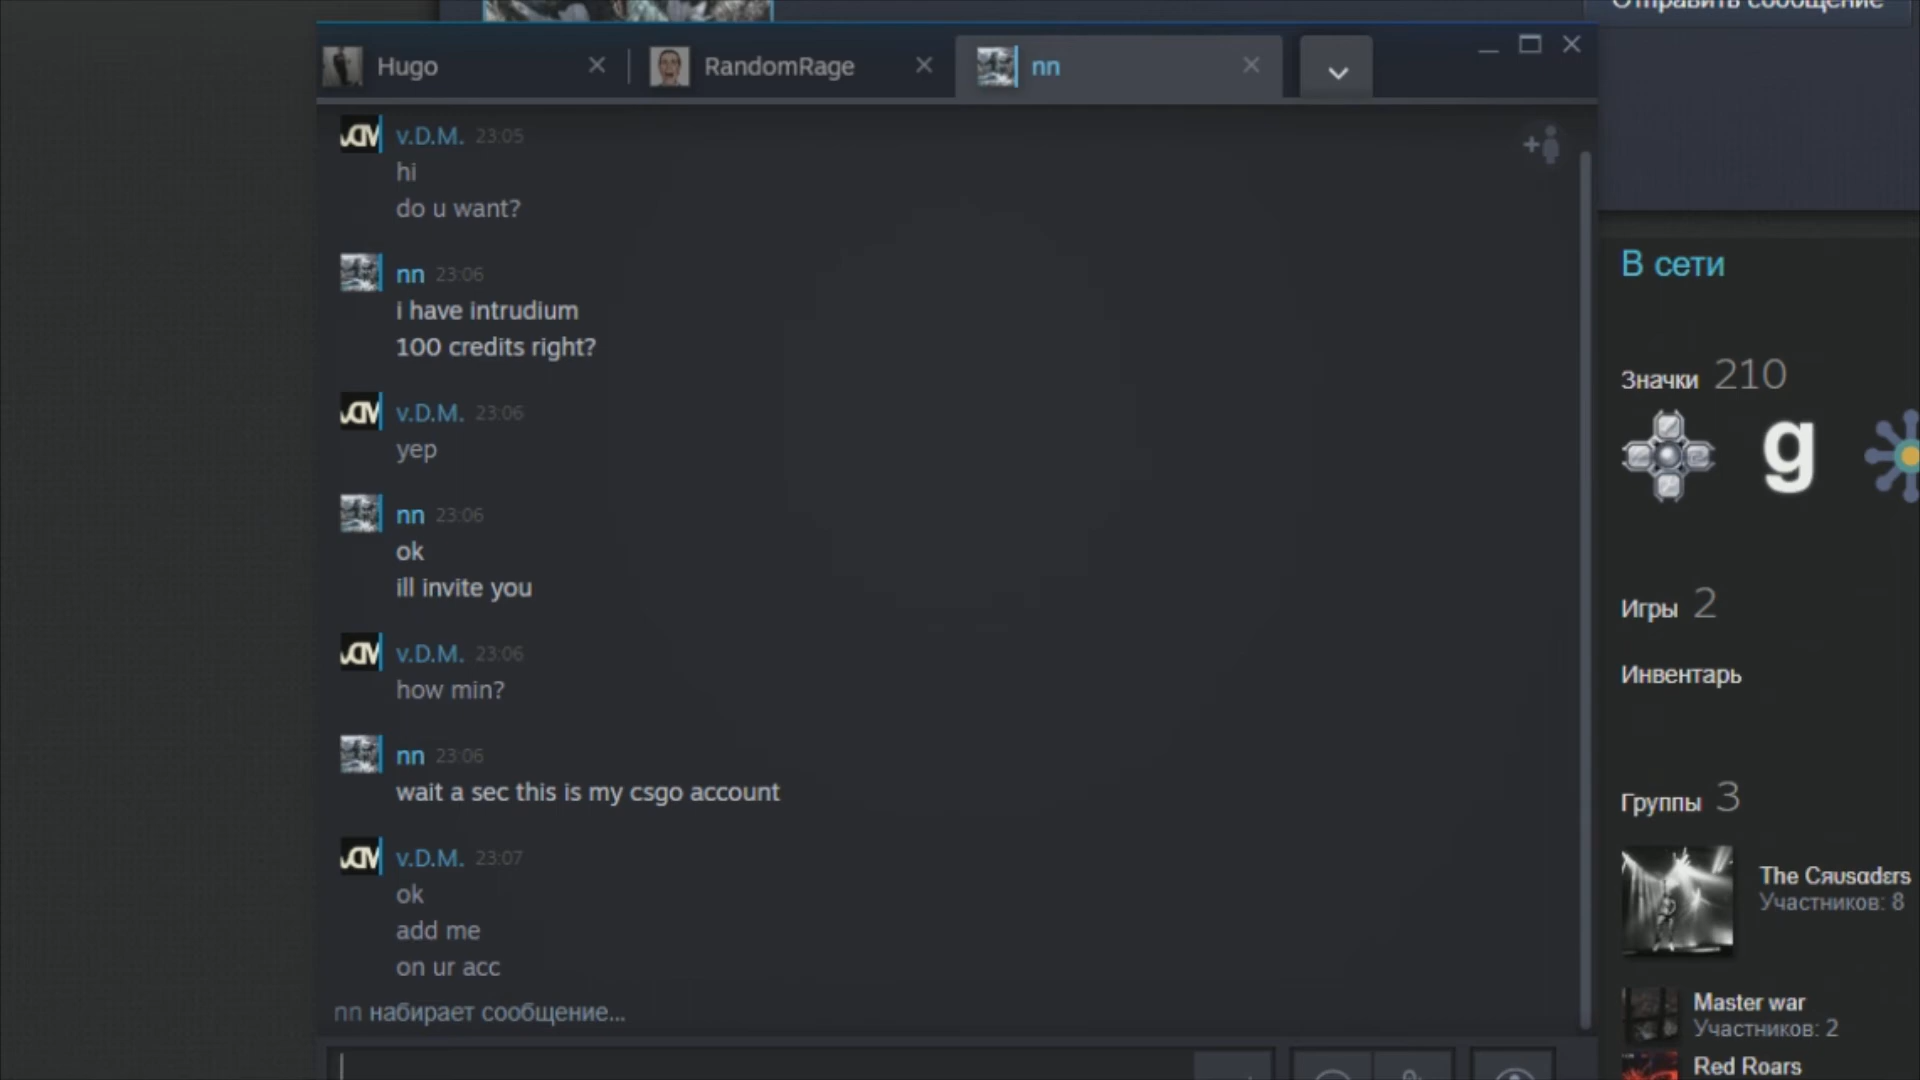 Отправить сообщение
Hugo
RandomRage
nn
v.D.M. 23:05
hi
do u want?
nn 23:06
i have intrudium
100 credits right?
v.D.M. 23:06
yep
nn 23:06
ok
ill invite you
v.D.M. 23:06
how min?
nn 23:06
wait a sec this is my csgo account
v.D.M. 23:07
ok
add me
on ur acc
nn набирает сообщение...
В сети
Значки 210
g
Игры 2
Инвентарь
Группы 3
The Cяusαdεrs
Участников: 8
Master war
Участников: 2
Red Roars